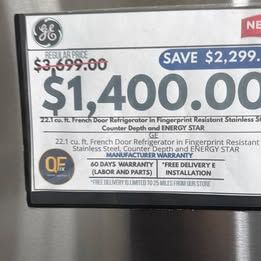 GE
NE
REGULAR PRICE
$3,699.00
SAVE $2,299.
$1,400.00
22.1 cu. ft. French Door Refrigerator in Fingerprint Resistant Stainless S
Counter Depth and ENERGY STAR
GE
22.1 cu. ft. French Door Refrigerator in Fingerprint Resistant
Stainless Steel, Counter Depth and ENERGY STAR
MANUFACTURER WARRANTY
QF
60 DAYS WARRANTY
(LABOR AND PARTS)
*FREE DELIVERY &
INSTALLATION
*FREE DELIVERY IS LIMITED TO 25 MILES FROM OUR STORE